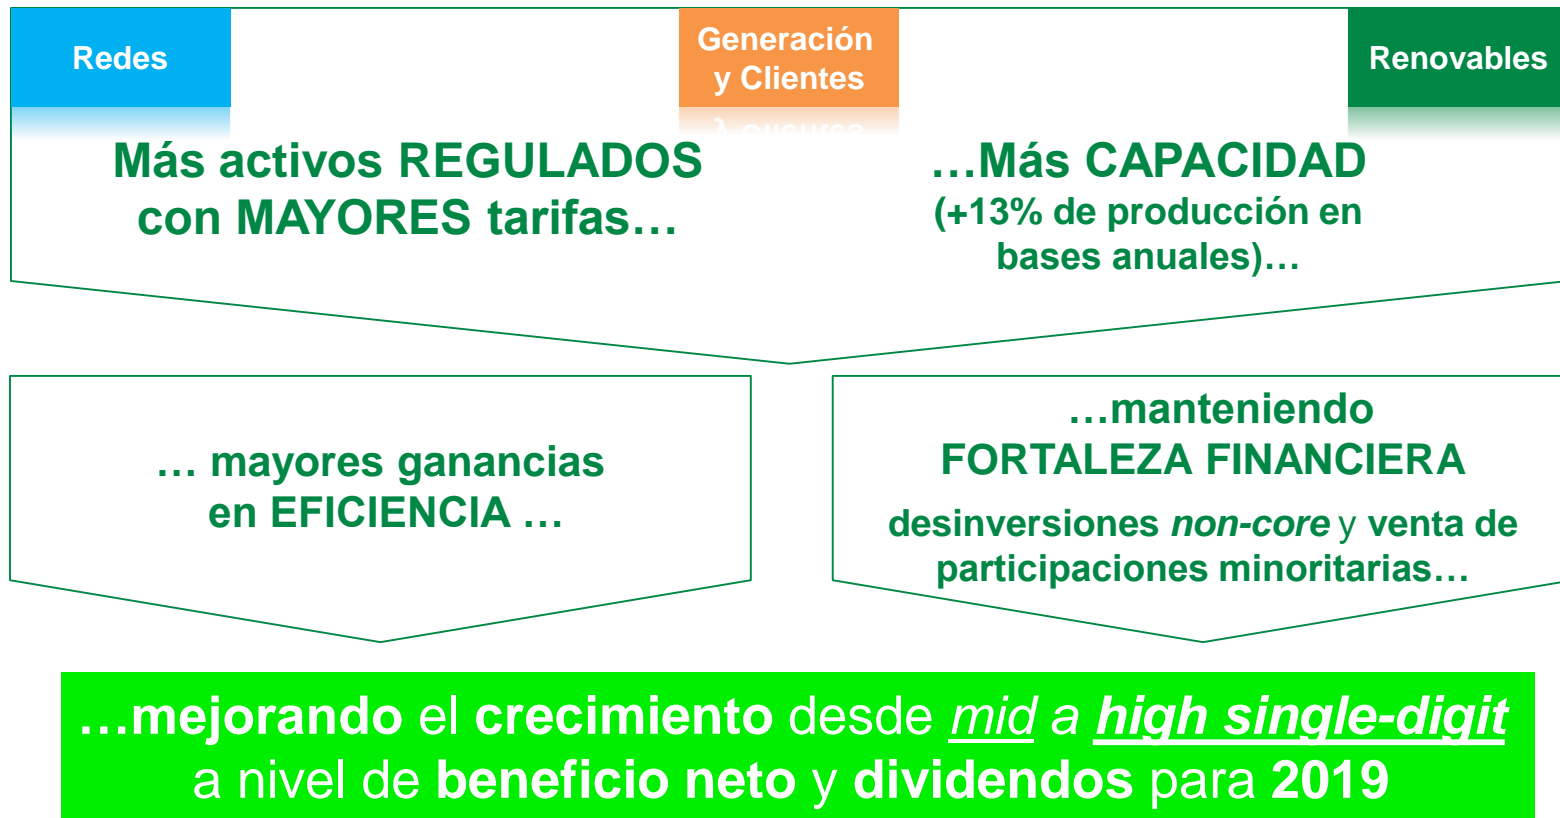 Redes
Generación
y Clientes
Renovables
Más activos REGULADOS
con MAYORES tarifas…
…Más CAPACIDAD
(+13% de producción en
bases anuales)…
… mayores ganancias
en EFICIENCIA …
…manteniendo
FORTALEZA FINANCIERA
desinversiones non-core y venta de
participaciones minoritarias…
…mejorando el crecimiento desde mid a high single-digit
a nivel de beneficio neto y dividendos para 2019